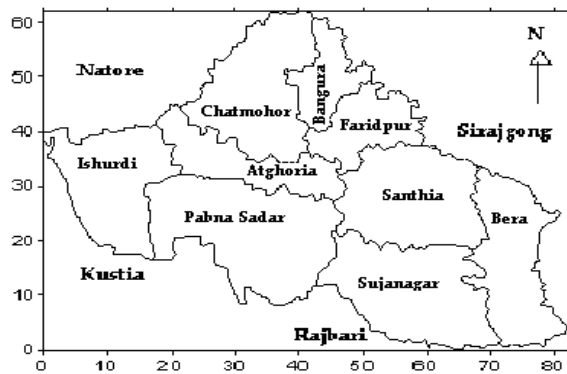 60
50
40
30
20
10
0
0 10 20 30 40 50 60 70 80
N
Natore
Chatmohor
Bangura
Faridpur
Sirajgong
Ishurdi
Atghoria
Santhia
Pabna Sadar
Bera
Kustia
Sujanagar
Rajbari